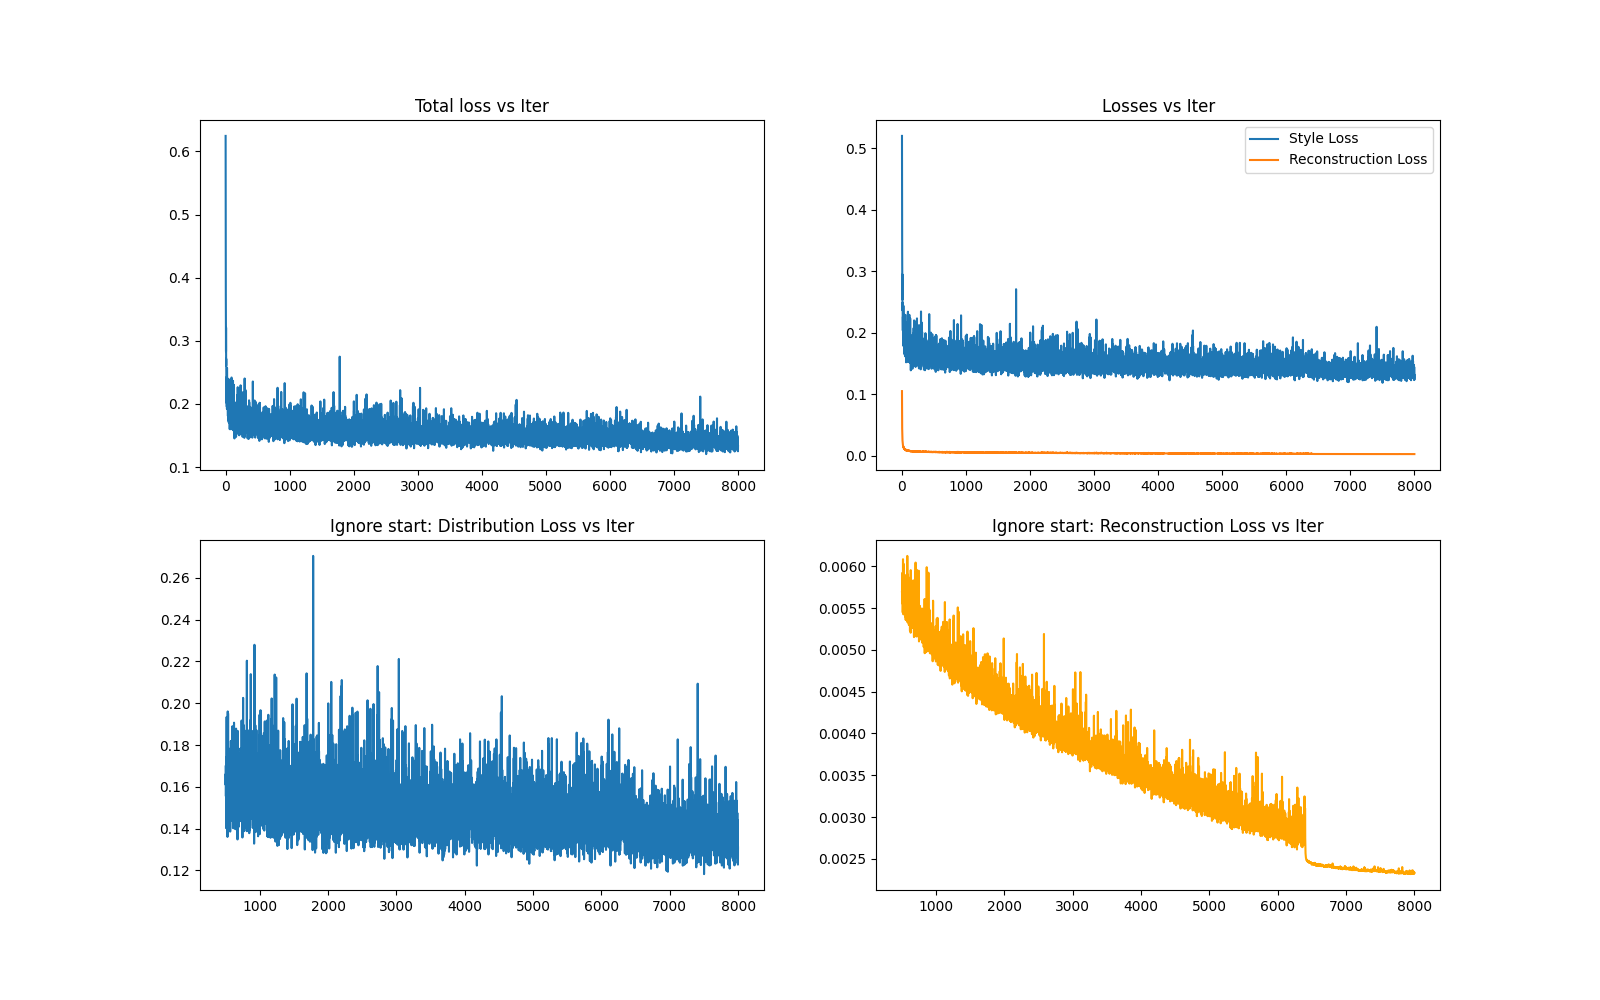 Total loss vs Iter
0.6
0.5
0.4
0.3
0.2
0.1
0 1000 2000 3000 4000 5000 6000 7000 8000
Losses vs Iter
Style Loss
Reconstruction Loss
0.5
0.4
0.3
0.2
0.1
0.0
0 1000 2000 3000 4000 5000 6000 7000 8000
Ignore start: Distribution Loss vs Iter
0.26
0.24
0.22
0.20
0.18
0.16
0.14
0.12
1000 2000 3000 4000 5000 6000 7000 8000
Ignore start: Reconstruction Loss vs Iter
0.0060
0.0055
0.0050
0.0045
0.0040
0.0035
0.0030
0.0025
1000 2000 3000 4000 5000 6000 7000 8000